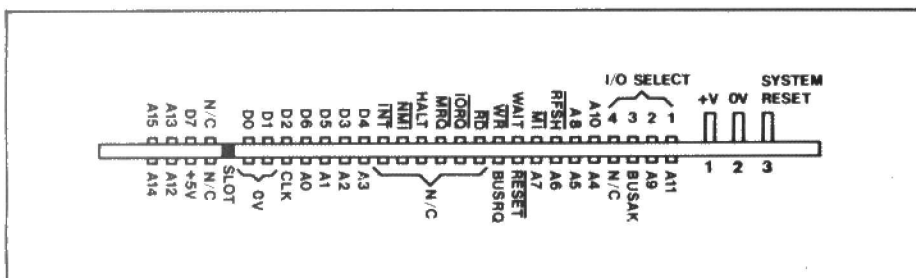 I/O SELECT
SYSTEM RESET
+V
0V
A15
A13
D7
N/C
D0
D1
D2
D6
D5
D3
D4
INT
NMI
HALT
MRQ
IORQ
RD
WR
WAIT
M1
RFSH
A8
A10
4
3
2
1
1
2
3
A14
A12
+5V
N/C
SLOT
0V
CLK
A0
A1
A2
A3
N/C
BUSRQ
RESET
A7
A6
A5
A4
N/C
BUSAK
A9
A11